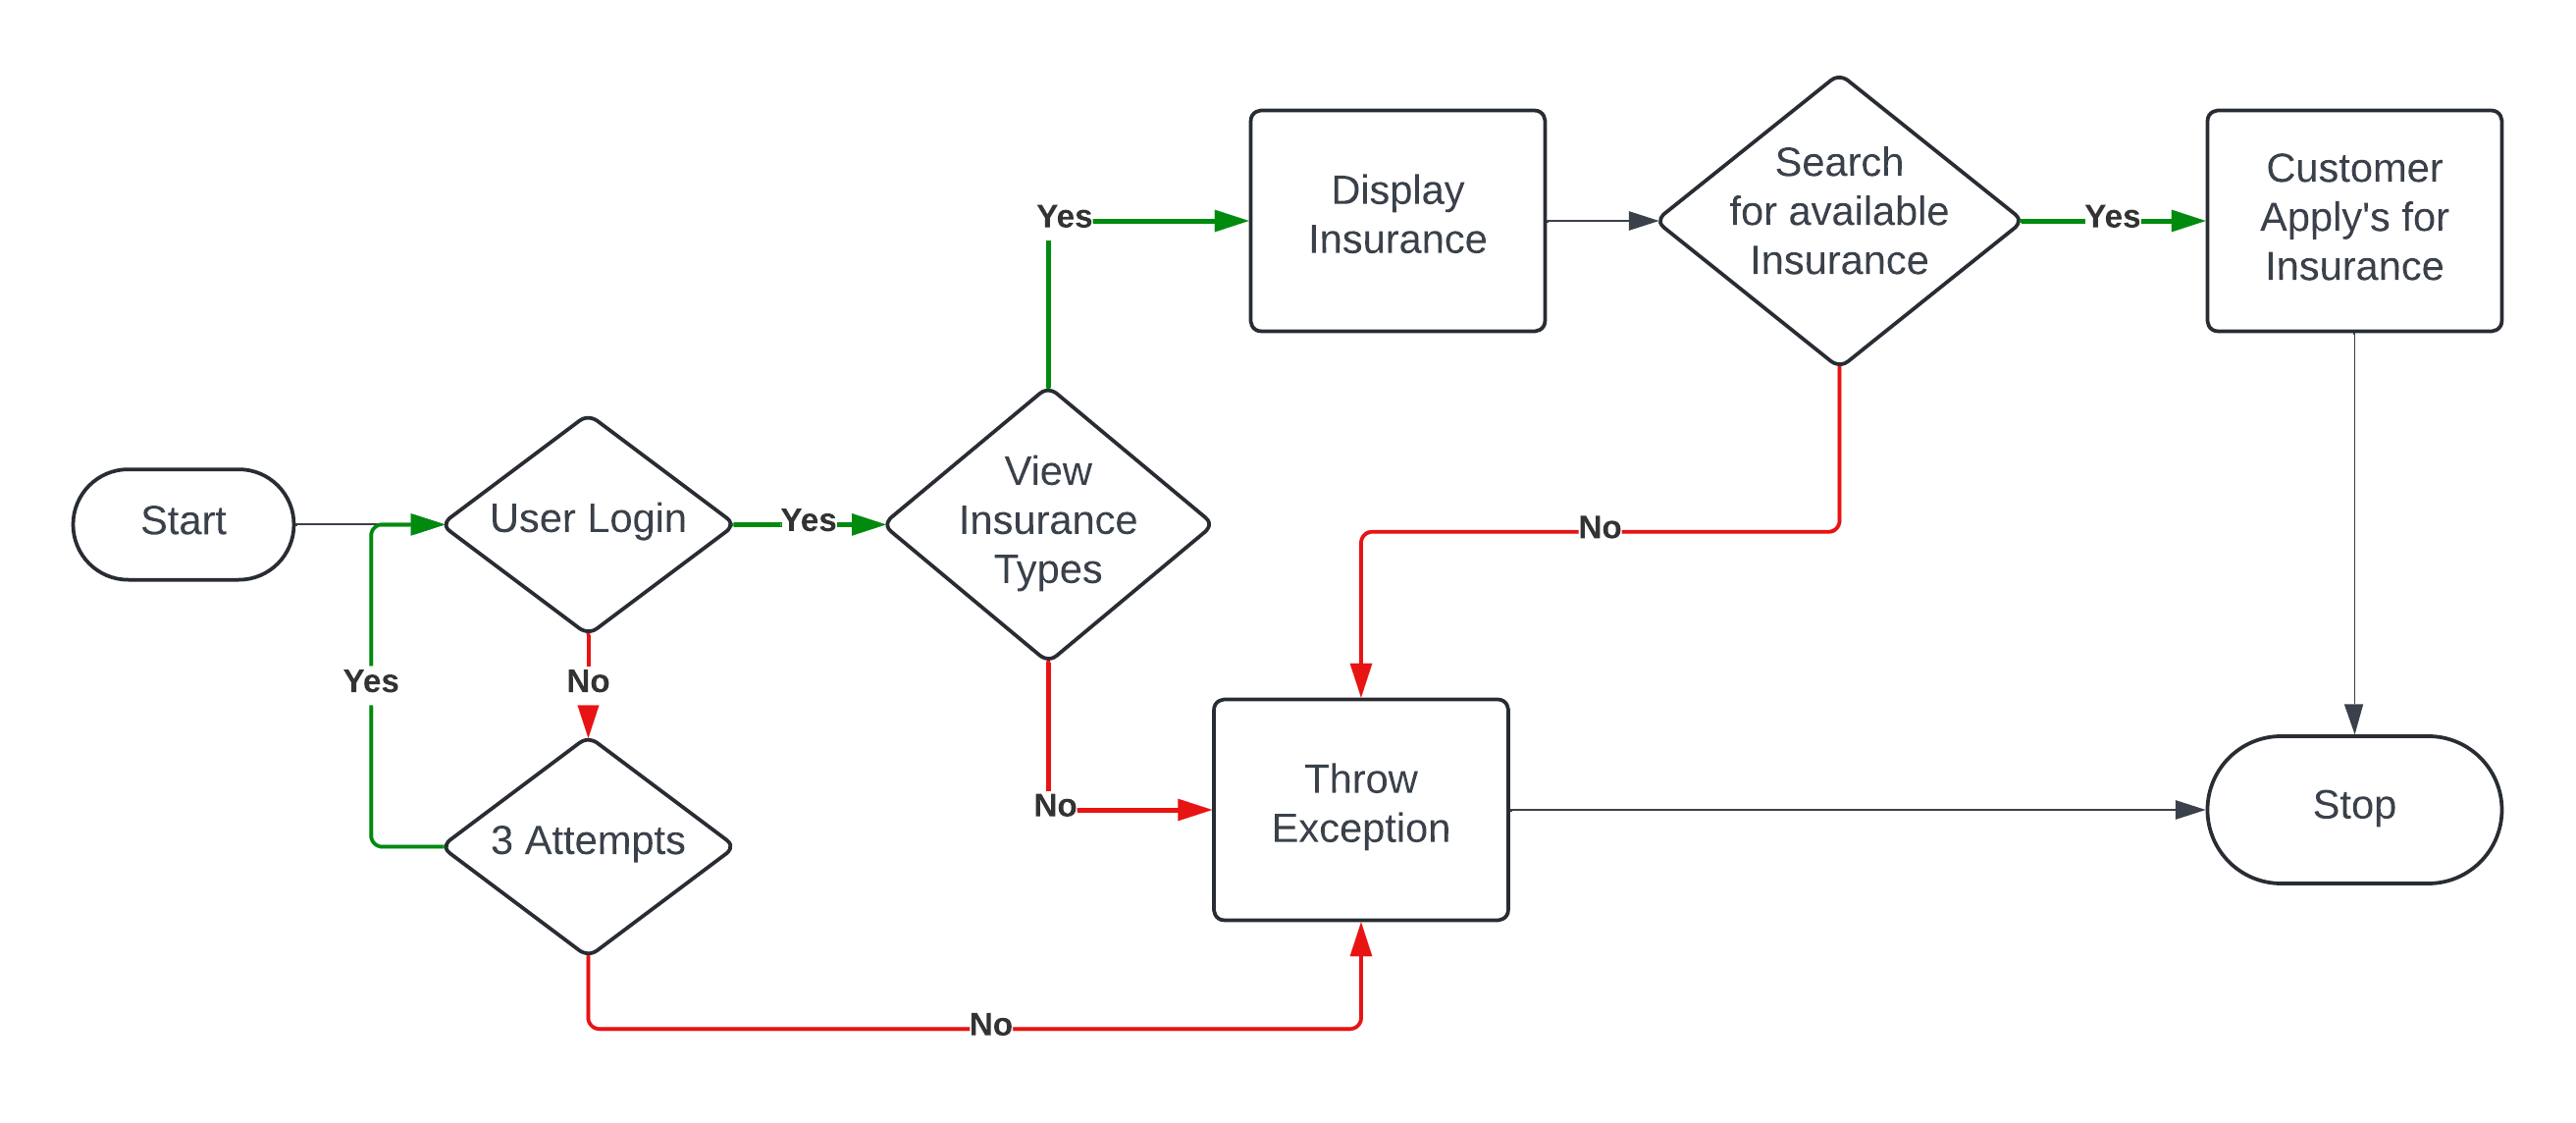 Start
User Login
Yes
No
Yes
3 Attempts
No
View
Insurance
Types
Yes
No
Display
Insurance
Search
for available
Insurance
Yes
No
Customer
Apply's for
Insurance
Throw
Exception
Stop